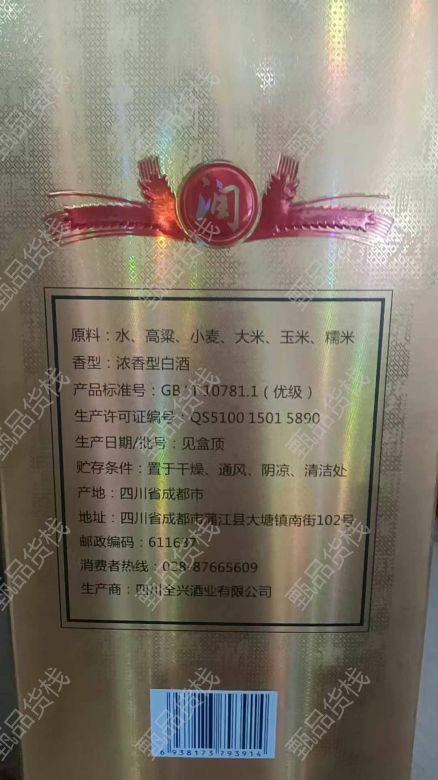 润
原料：水、高粱、小麦、大米、玉米、糯米
香型：浓香型白酒
产品标准号：GB/T 10781.1（优级）
生产许可证编号：QS5100 1501 5890
生产日期/批号：见盒顶
贮存条件：置于干燥、通风、阴凉、清洁处
产地：四川省成都市
地址：四川省成都市蒲江县大塘镇南街102号
邮政编码：611637
消费者热线：028-87665609
生产商：四川全兴酒业有限公司
6 938173 793914
甄品货栈